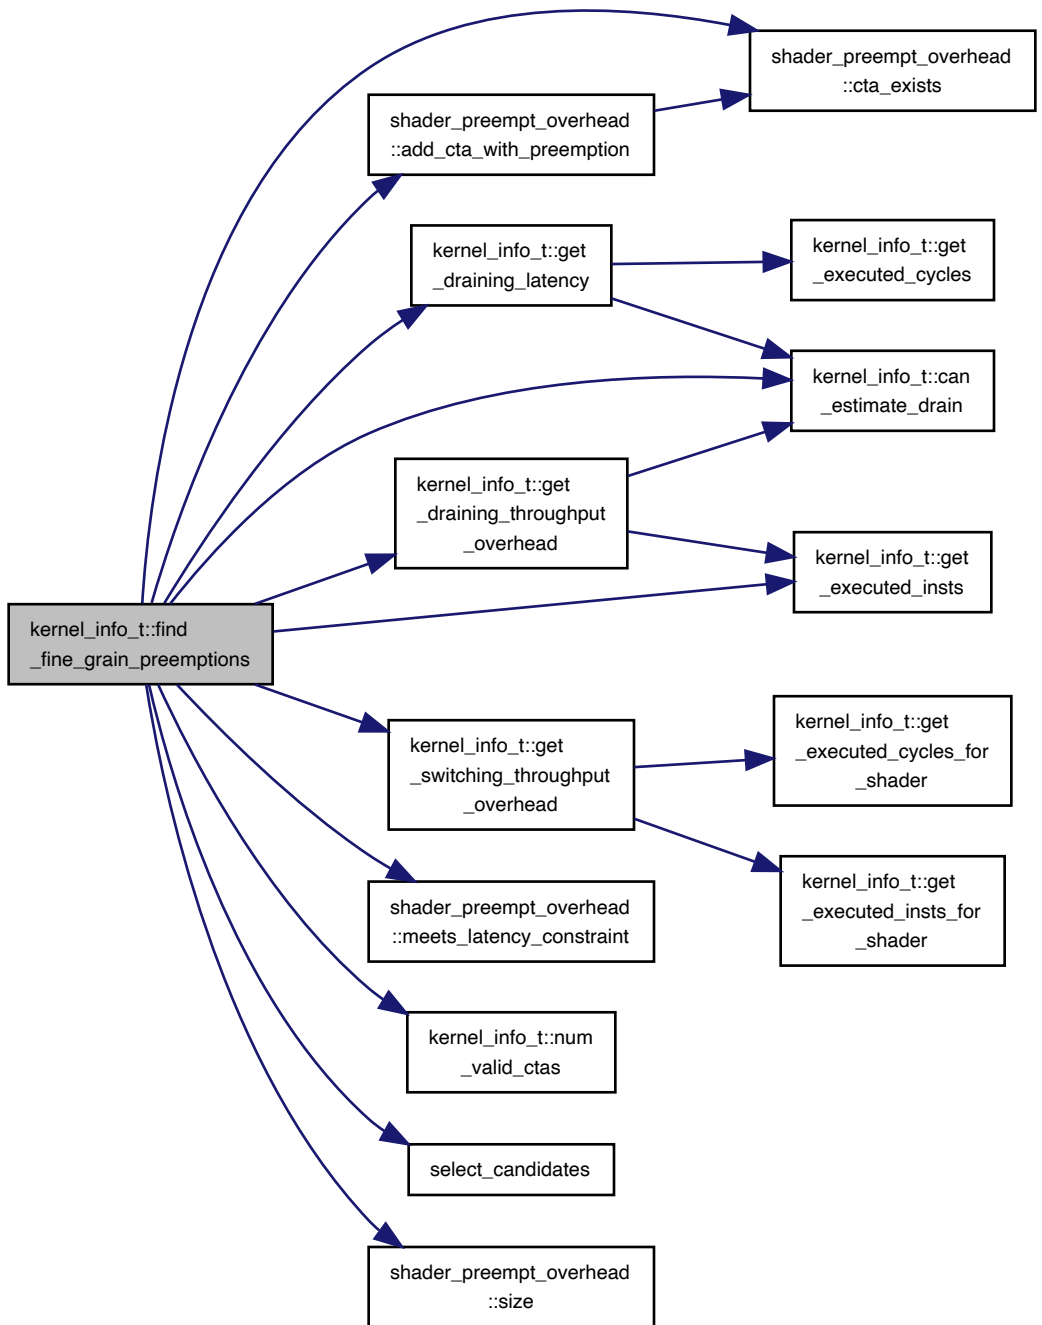 shader_preempt_overhead
::cta_exists
shader_preempt_overhead
::add_cta_with_preemption
kernel_info_t::get
_draining_latency
kernel_info_t::get
_executed_cycles
kernel_info_t::can
_estimate_drain
kernel_info_t::get
_draining_throughput
_overhead
kernel_info_t::get
_executed_insts
kernel_info_t::find
_fine_grain_preemptions
kernel_info_t::get
_switching_throughput
_overhead
kernel_info_t::get
_executed_cycles_for
_shader
kernel_info_t::get
_executed_insts_for
_shader
shader_preempt_overhead
::meets_latency_constraint
kernel_info_t::num
_valid_ctas
select_candidates
shader_preempt_overhead
::size